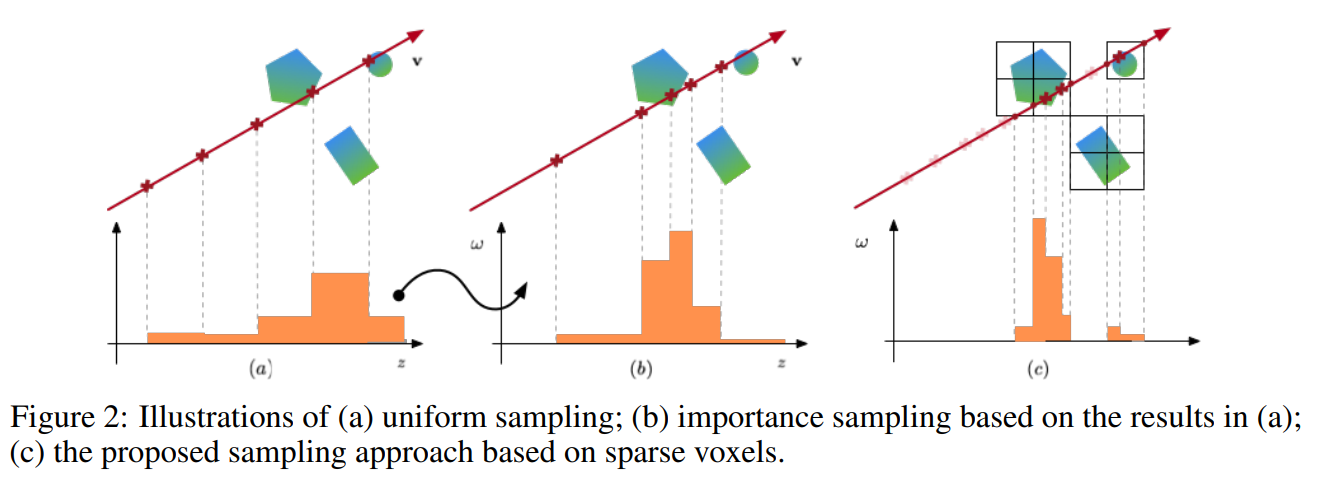 v
v
ω
ω
z
z
(a)
(b)
(c)
Figure 2: Illustrations of (a) uniform sampling; (b) importance sampling based on the results in (a);
(c) the proposed sampling approach based on sparse voxels.